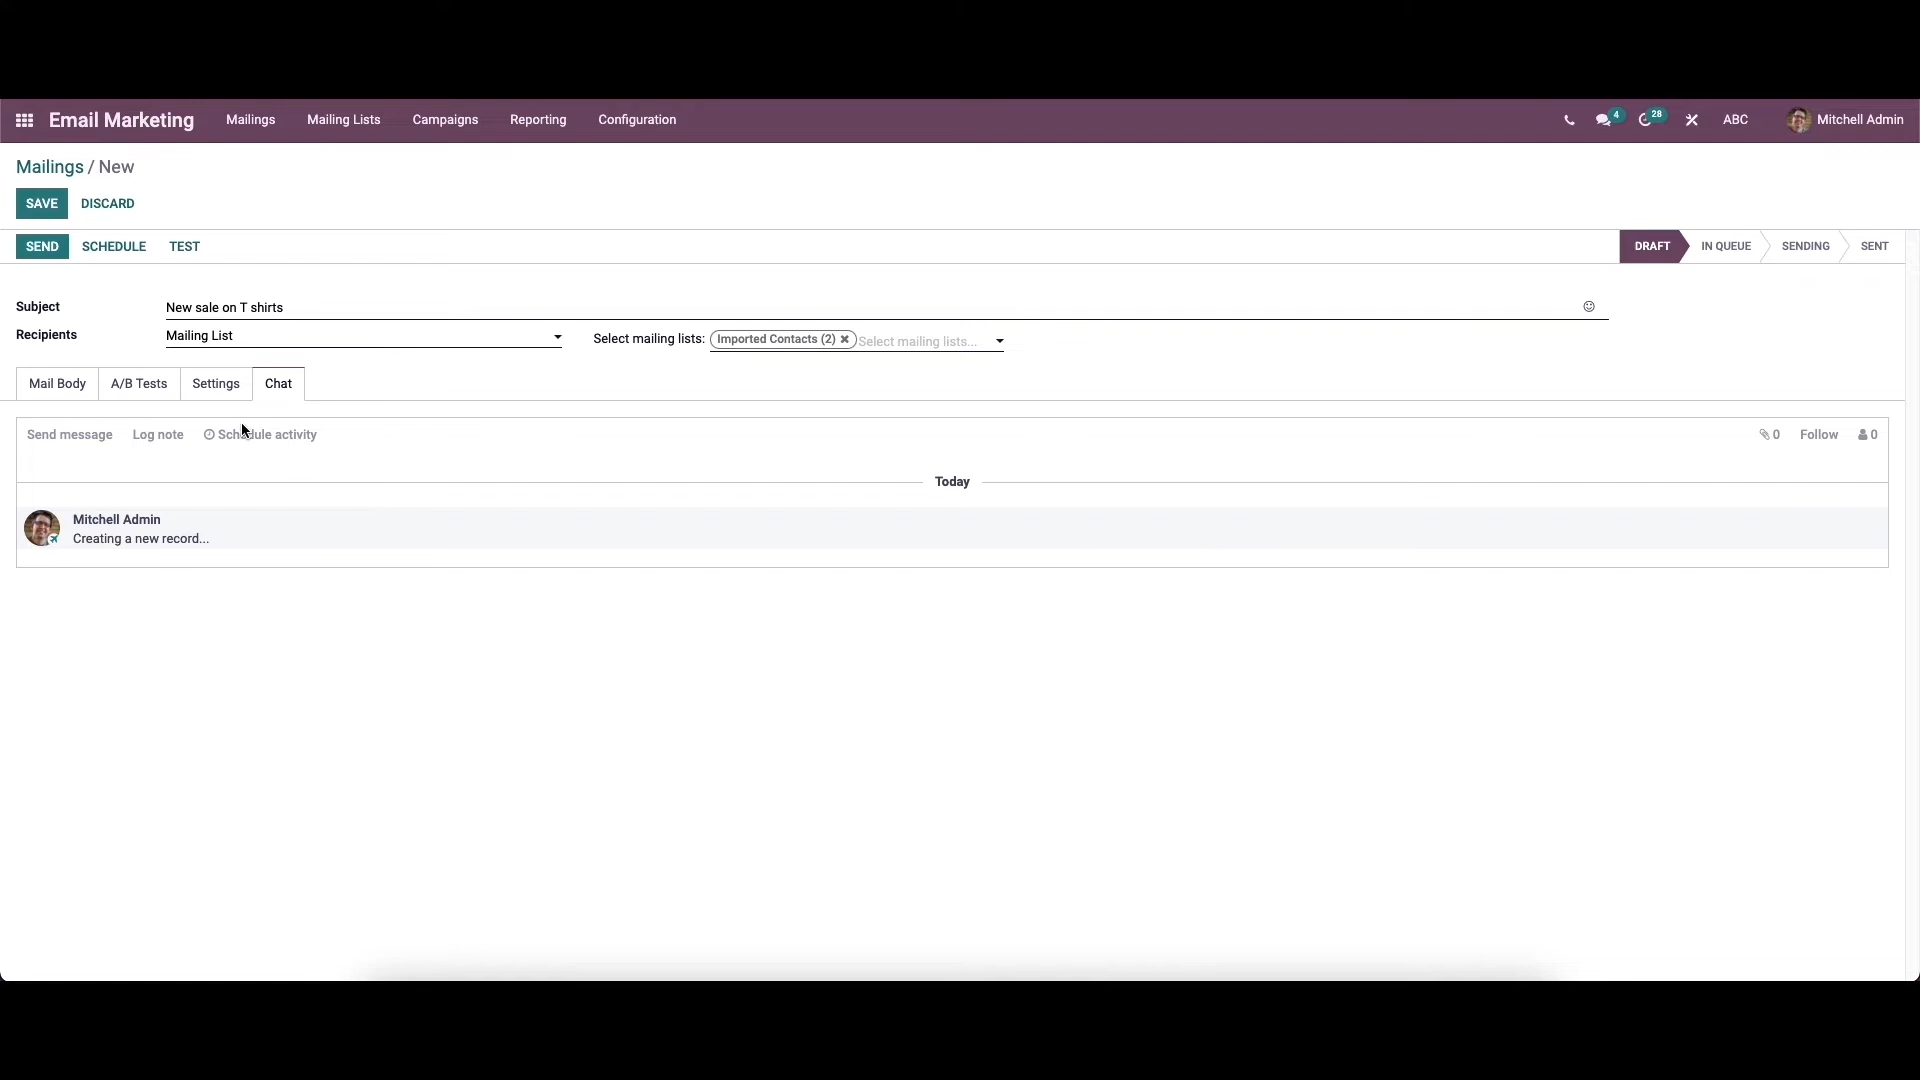 Email Marketing Mailings Mailing Lists Campaigns Reporting Configuration 4 28 ABC Mitchell Admin
Mailings / New
SAVE DISCARD
SEND SCHEDULE TEST DRAFT IN QUEUE SENDING SENT
Subject New sale on T shirts
Recipients Mailing List Select mailing lists: Imported Contacts (2) Select mailing lists...
Mail Body A/B Tests Settings Chat
Send message Log note Schedule activity 0 Follow 0
Today
Mitchell Admin
Creating a new record...